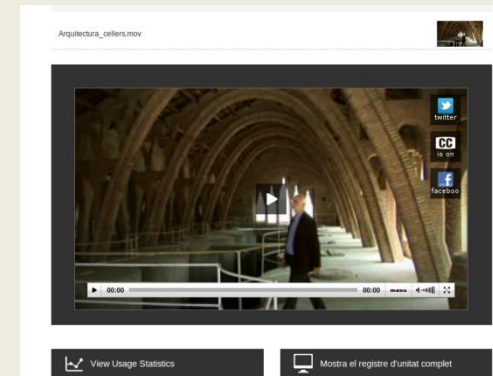 Arquitectura_cellers.mov
twitter
CC
is on
faceboo
00:00 00:00 menu
View Usage Statistics
Mostra el registre d'unitat complet